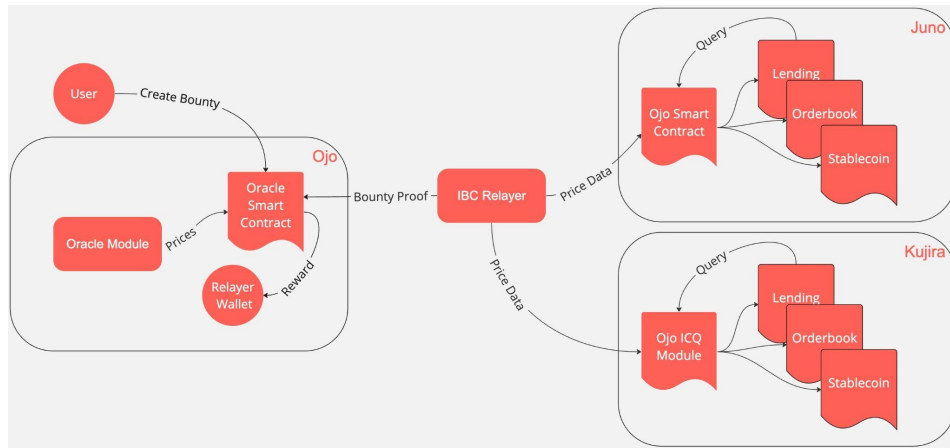 Juno
Query
Lending
User
Create Bounty
Ojo Smart
Contract
Orderbook
Ojo
Stablecoin
Oracle
Smart
Contract
Bounty Proof
IBC Relayer
Price Data
Oracle Module
Prices
Reward
Relayer
Wallet
Price Data
Kujira
Query
Lending
Ojo ICQ
Module
Orderbook
Stablecoin